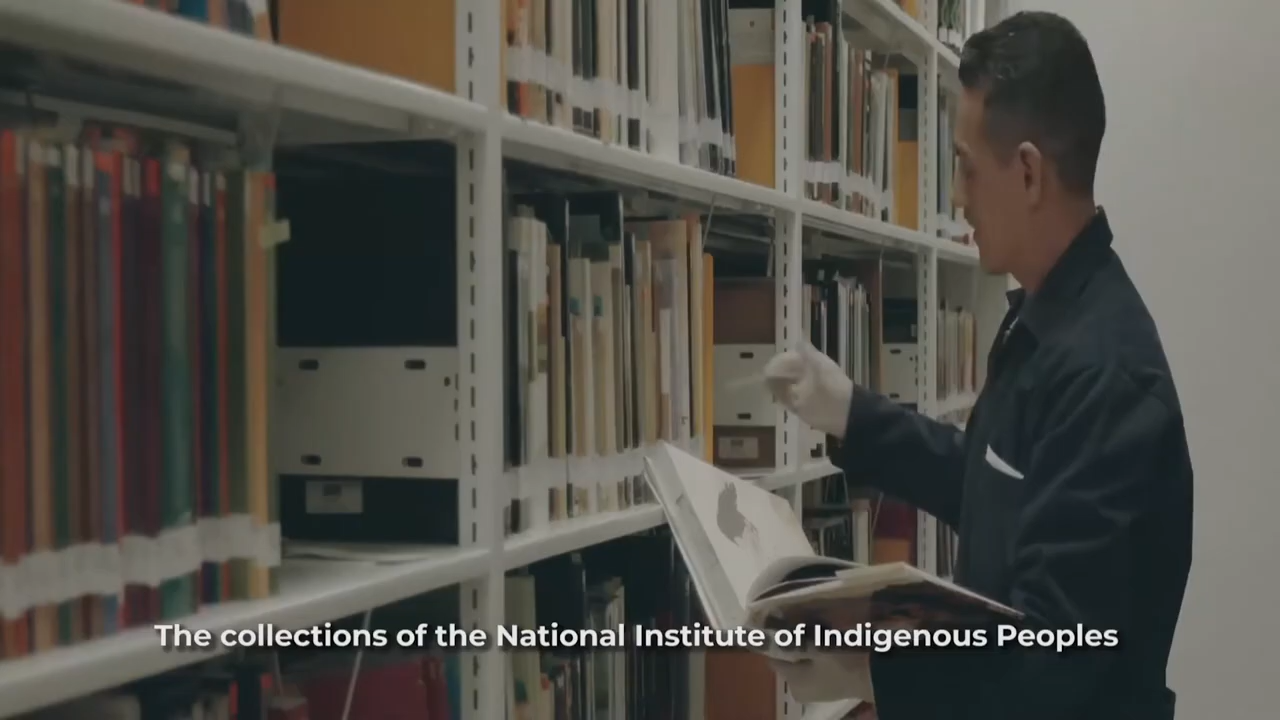 The collections of the National Institute of Indigenous Peoples